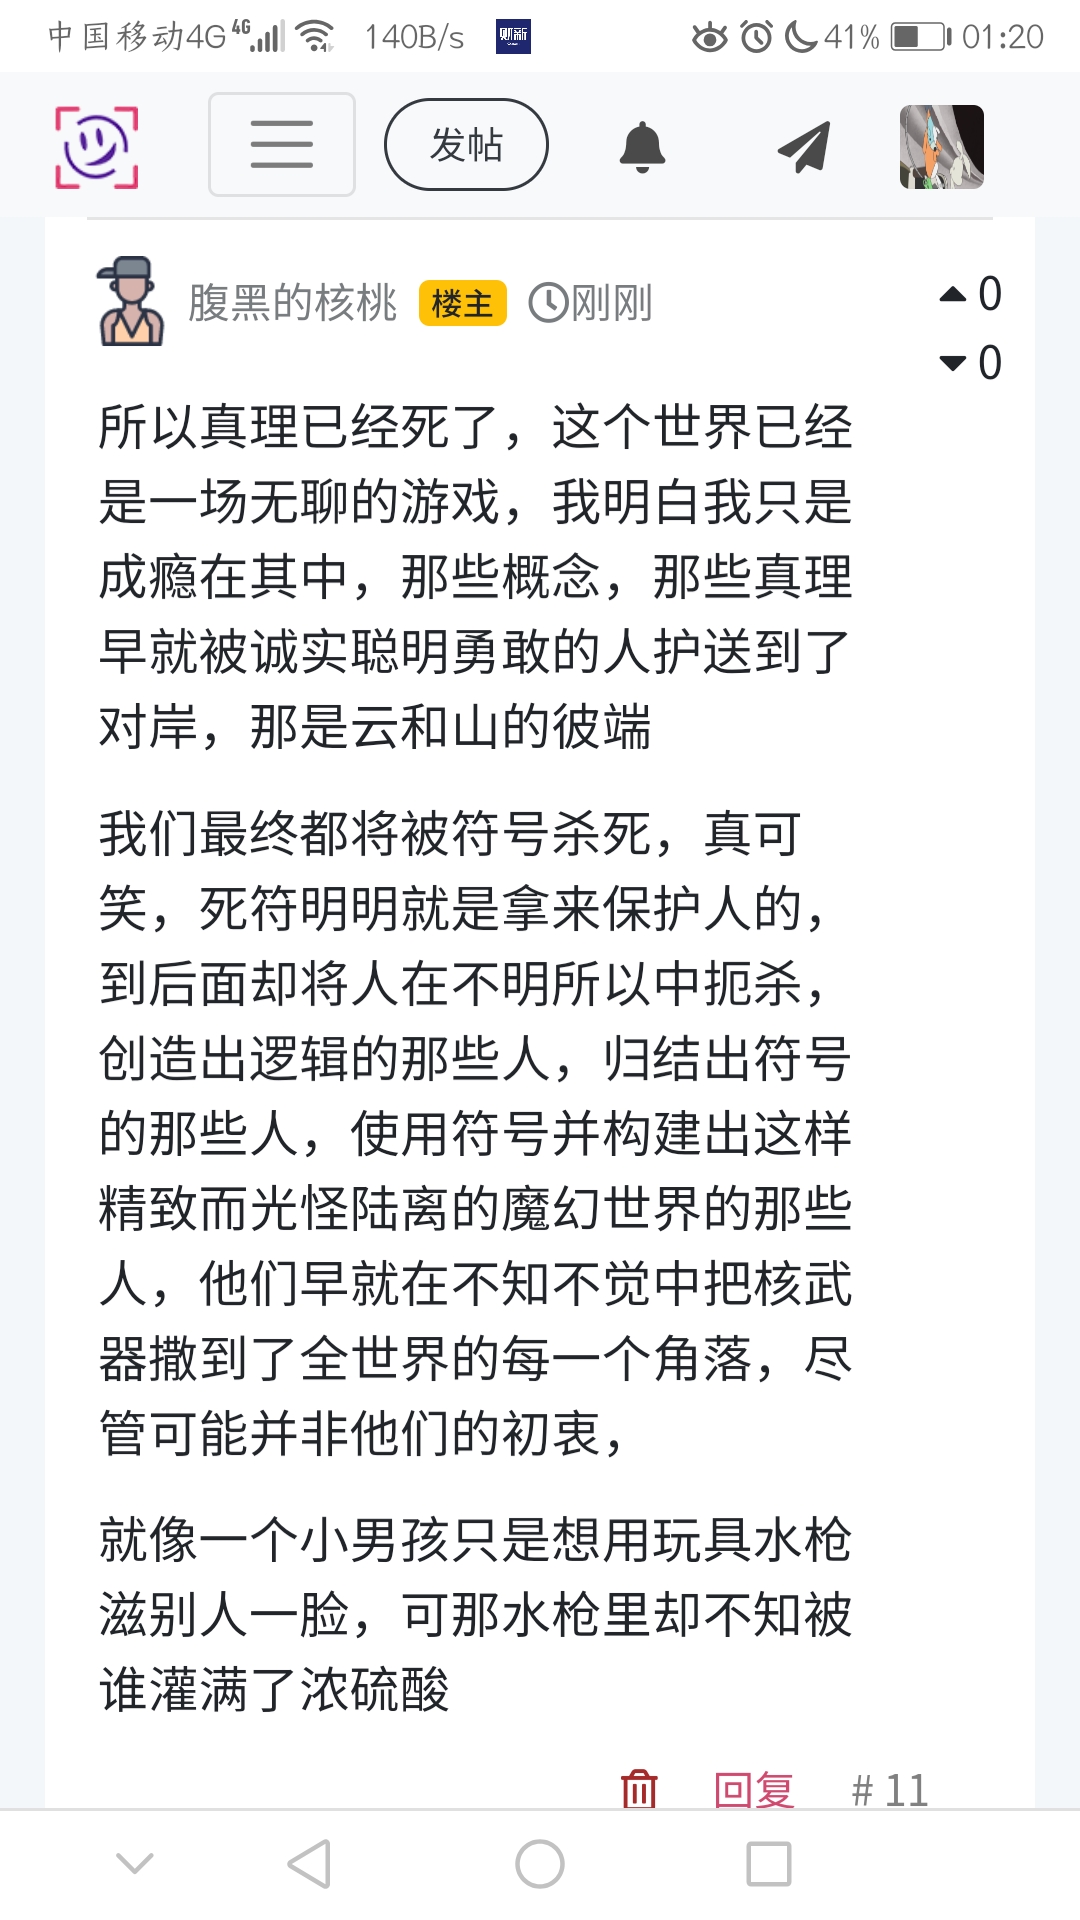 中国移动4G 4G 140B/s 财新 41% 01:20
发帖
腹黑的核桃 楼主 刚刚 0
0
所以真理已经死了，这个世界已经
是一场无聊的游戏，我明白我只是
成瘾在其中，那些概念，那些真理
早就被诚实聪明勇敢的人护送到了
对岸，那是云和山的彼端
我们最终都将被符号杀死，真可
笑，死符明明就是拿来保护人的，
到后面却将人在不明所以中扼杀，
创造出逻辑的那些人，归结出符号
的那些人，使用符号并构建出这样
精致而光怪陆离的魔幻世界的那些
人，他们早就在不知不觉中把核武
器撒到了全世界的每一个角落，尽
管可能并非他们的初衷，
就像一个小男孩只是想用玩具水枪
滋别人一脸，可那水枪里却不知被
谁灌满了浓硫酸
回复 # 11